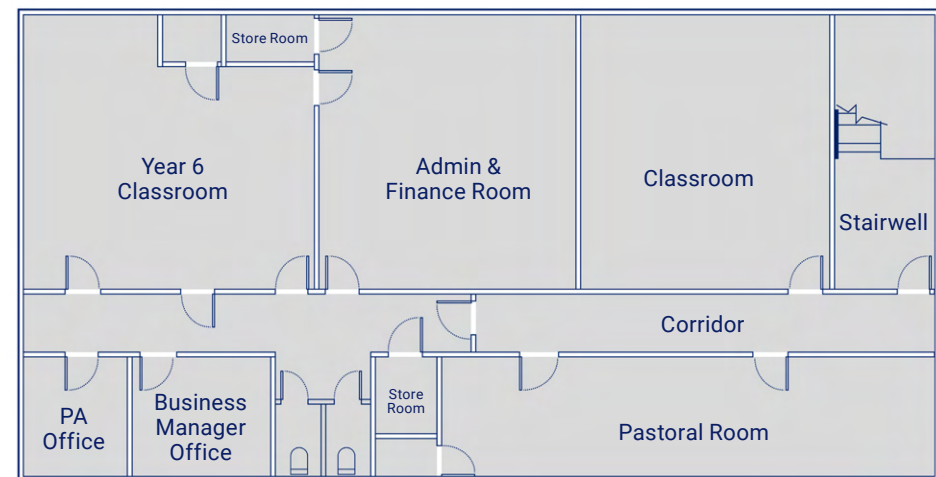 Store Room
Year 6
Classroom
Admin &
Finance Room
Classroom
Stairwell
Corridor
PA
Office
Business
Manager
Office
Store
Room
Pastoral Room